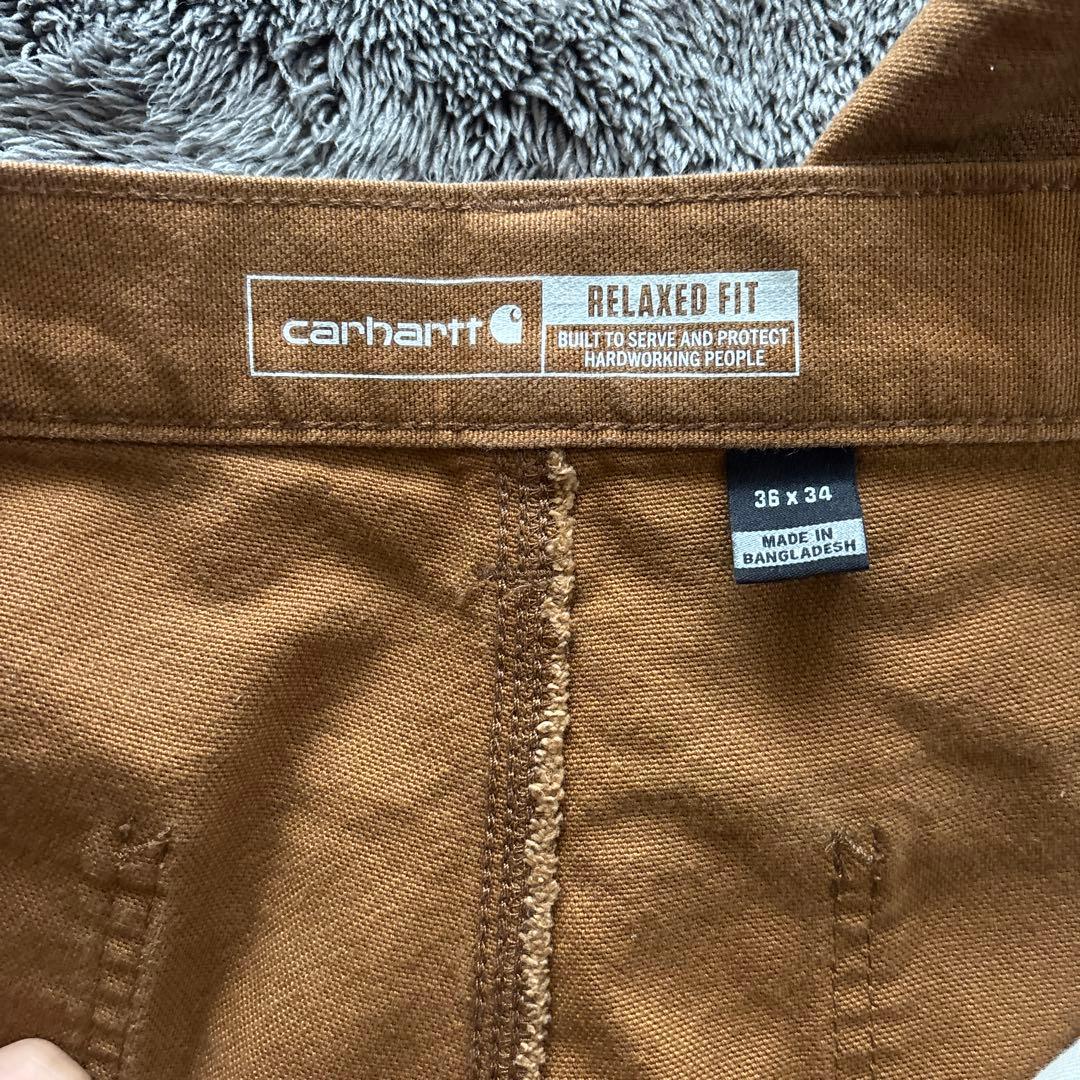 carhartt
RELAXED FIT
BUILT TO SERVE AND PROTECT
HARDWORKING PEOPLE
36 x 34
MADE IN
BANGLADESH